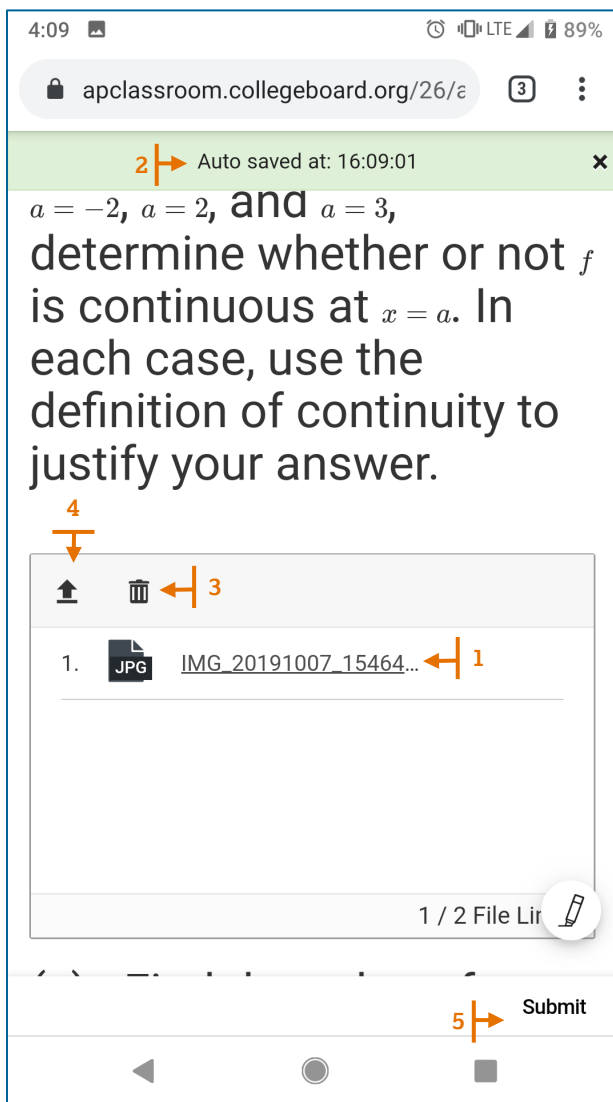 4:09 LTE 89%
apclassroom.collegeboard.org/26/a 3
2 Auto saved at: 16:09:01 ×
a = −2, a = 2, and a = 3,
determine whether or not f
is continuous at x = a. In
each case, use the
definition of continuity to
justify your answer.
4
3
1. JPG IMG_20191007_15464... 1
1 / 2 File
5 Submit